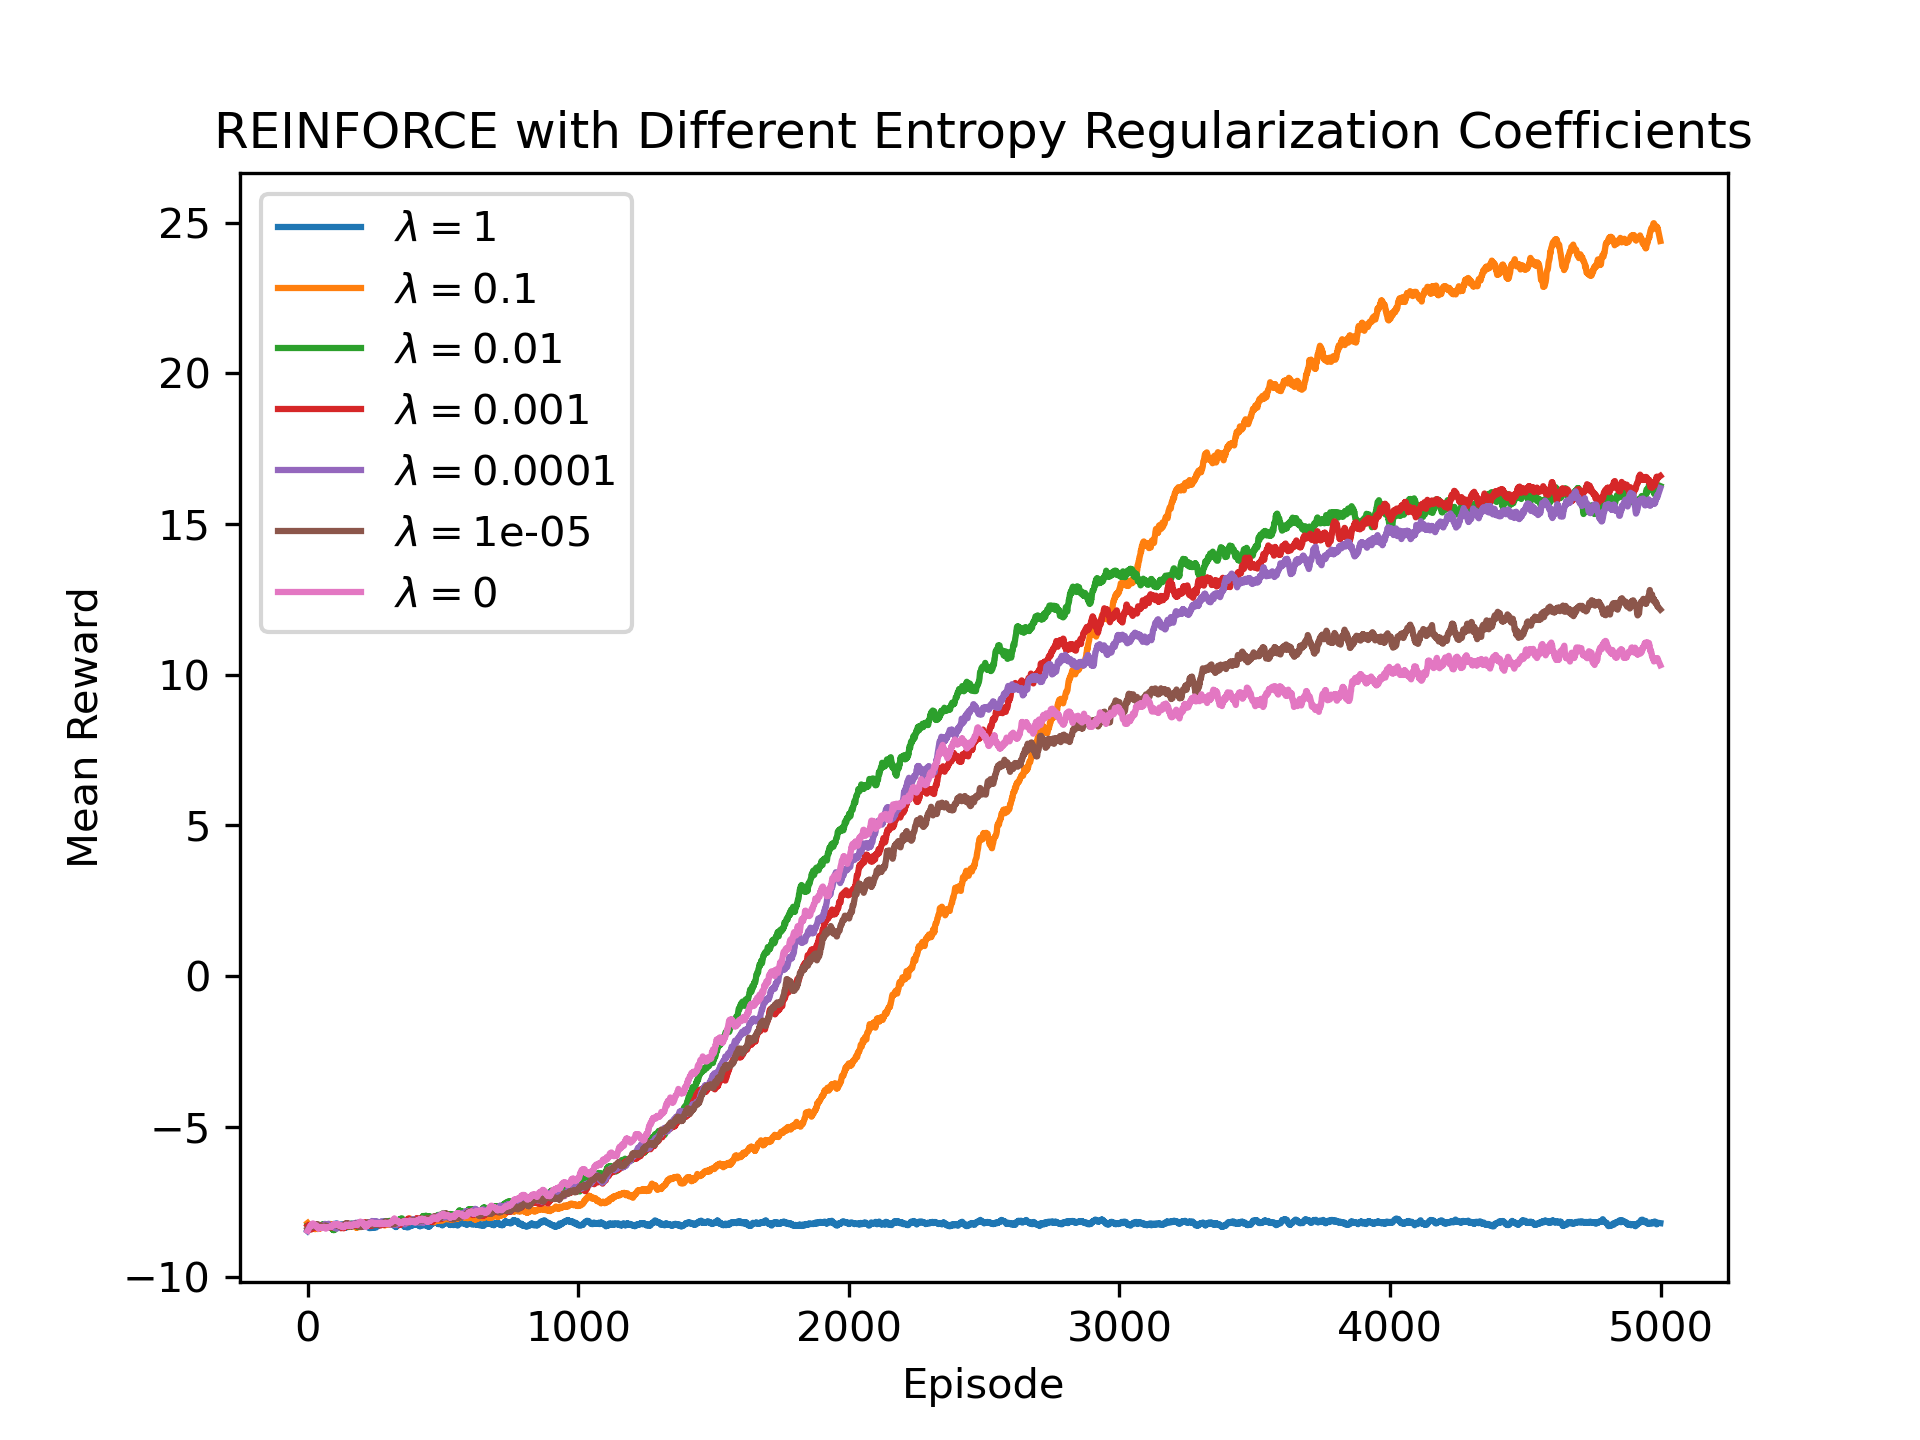 REINFORCE with Different Entropy Regularization Coefficients
λ = 1
λ = 0.1
λ = 0.01
λ = 0.001
λ = 0.0001
λ = 1e-05
λ = 0
Mean Reward
25
20
15
10
5
0
−5
−10
0 1000 2000 3000 4000 5000
Episode